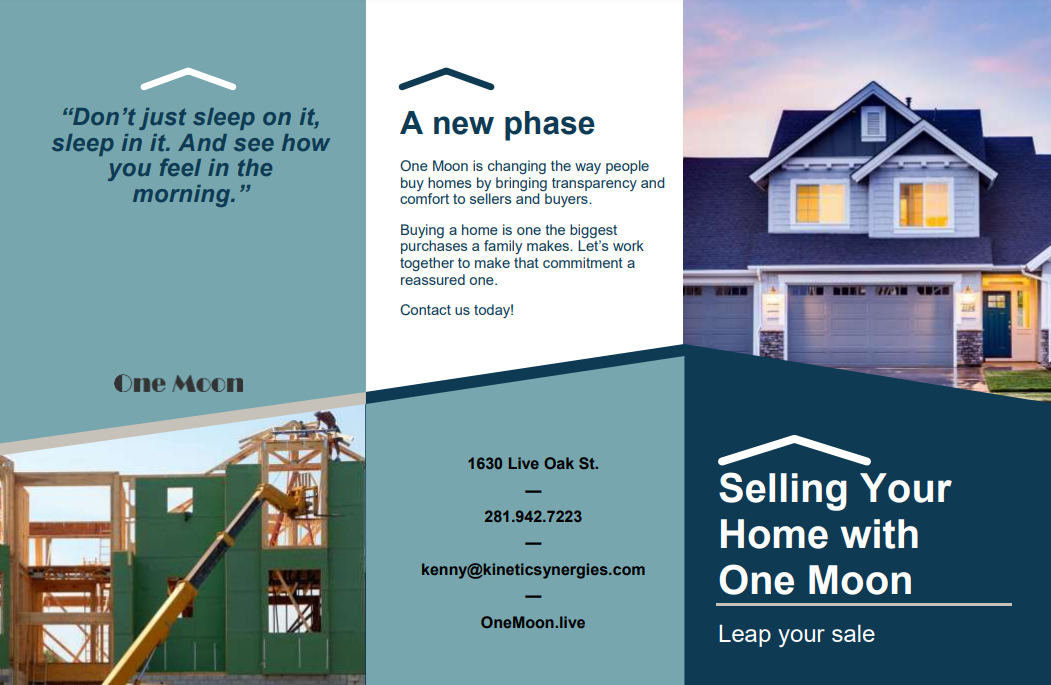 “Don’t just sleep on it,
sleep in it. And see how
you feel in the
morning.”
One Moon
A new phase
One Moon is changing the way people
buy homes by bringing transparency and
comfort to sellers and buyers.
Buying a home is one the biggest
purchases a family makes. Let’s work
together to make that commitment a
reassured one.
Contact us today!
1630 Live Oak St.
—
281.942.7223
—
kenny@kineticsynergies.com
—
OneMoon.live
Selling Your
Home with
One Moon
Leap your sale